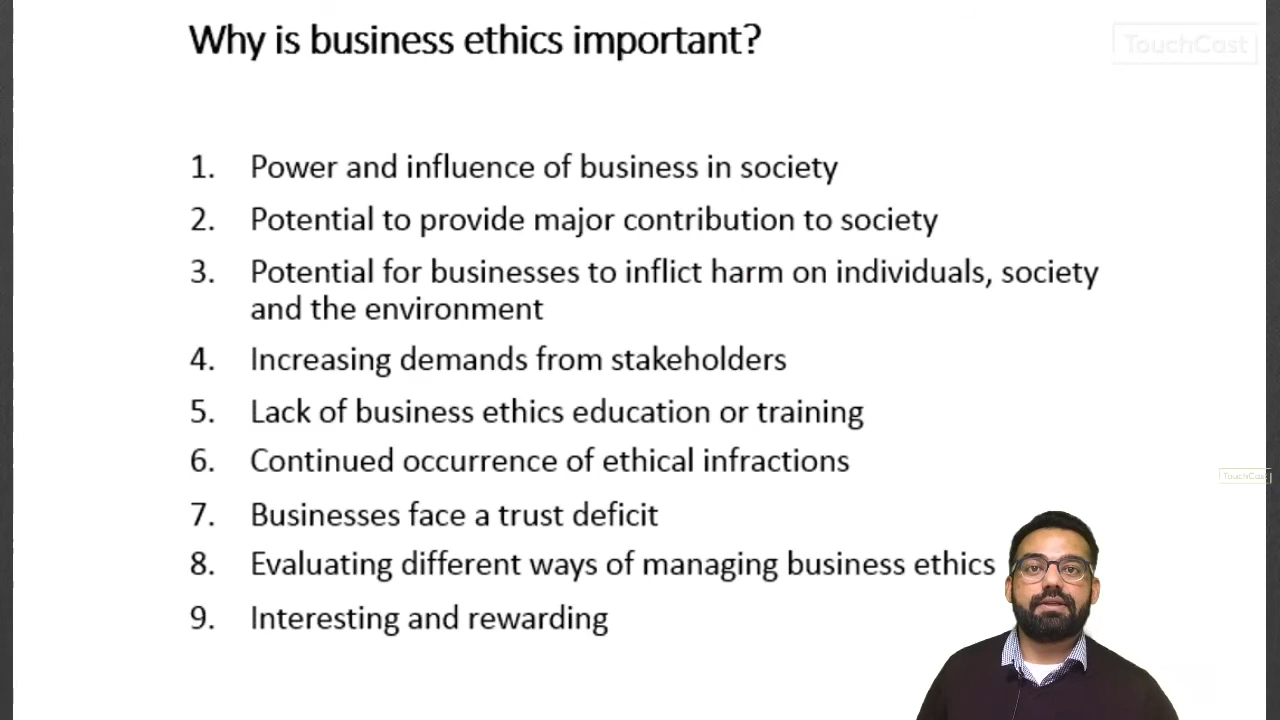 Why is business ethics important?
TouchCast
1. Power and influence of business in society
2. Potential to provide major contribution to society
3. Potential for businesses to inflict harm on individuals, society
and the environment
4. Increasing demands from stakeholders
5. Lack of business ethics education or training
6. Continued occurrence of ethical infractions
TouchCast
7. Businesses face a trust deficit
8. Evaluating different ways of managing business ethics
9. Interesting and rewarding